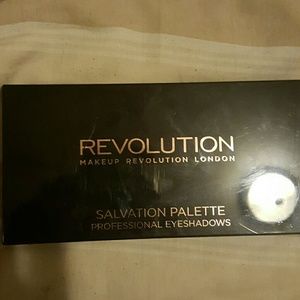 REVOLUTION
MAKEUP REVOLUTION LONDON
SALVATION PALETTE
PROFESSIONAL EYESHADOWS